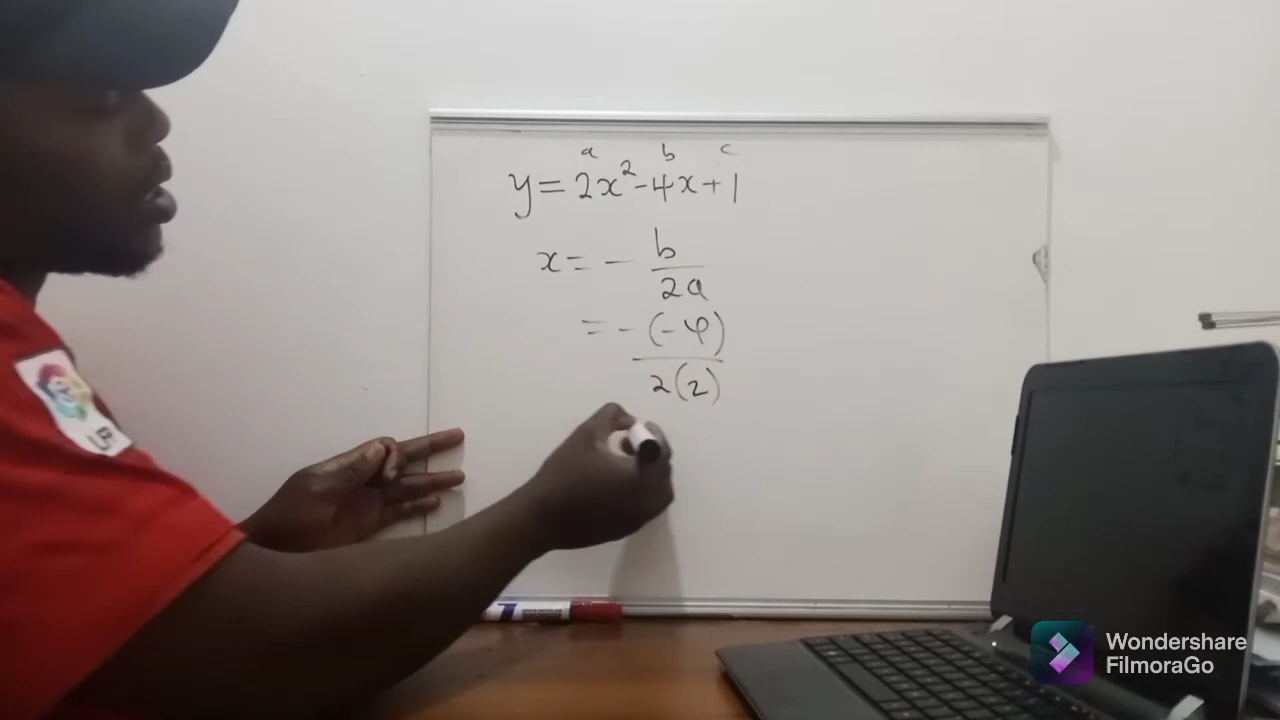 a b c
y = 2x² - 4x + 1
x = - b
2a
= - (-4)
2(2)
Wondershare
FilmoraGo